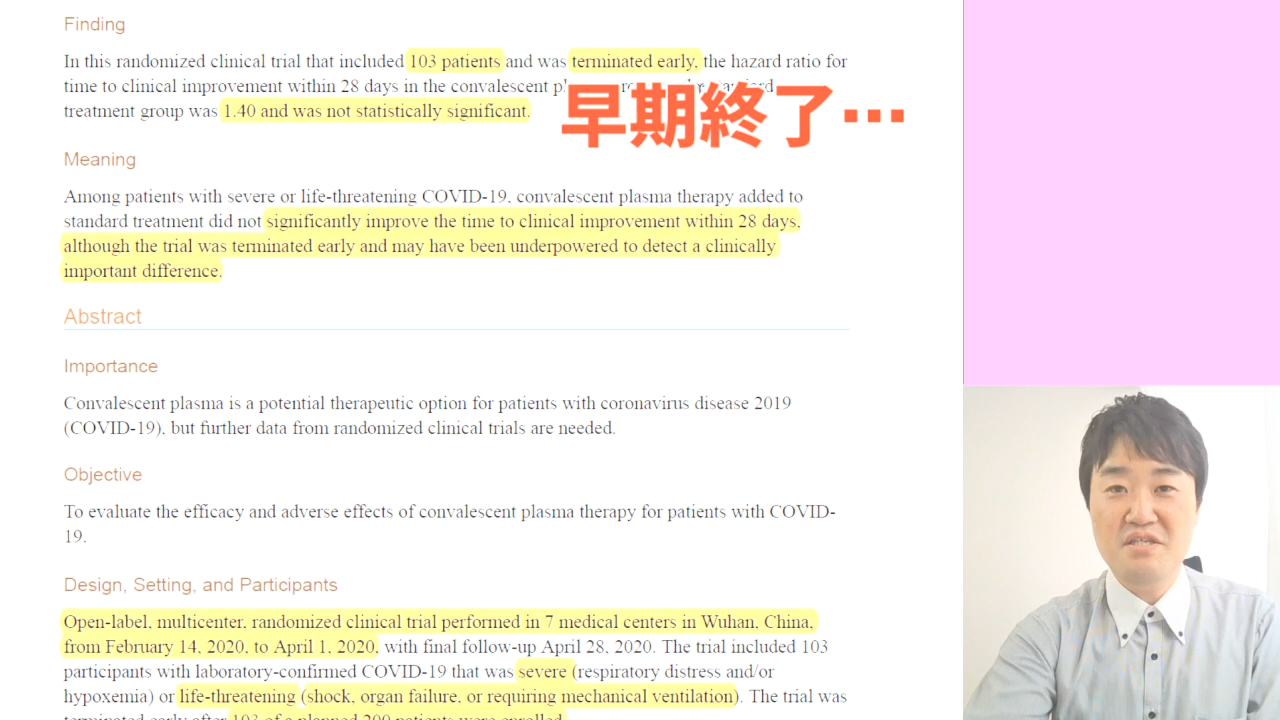 Finding
In this randomized clinical trial that included 103 patients and was terminated early, the hazard ratio for
time to clinical improvement within 28 days in the convalescent
treatment group was 1.40 and was not statistically significant.
早期終了…
Meaning
Among patients with severe or life-threatening COVID-19, convalescent plasma therapy added to
standard treatment did not significantly improve the time to clinical improvement within 28 days,
although the trial was terminated early and may have been underpowered to detect a clinically
important difference.
Abstract
Importance
Convalescent plasma is a potential therapeutic option for patients with coronavirus disease 2019
(COVID-19), but further data from randomized clinical trials are needed.
Objective
To evaluate the efficacy and adverse effects of convalescent plasma therapy for patients with COVID-
19.
Design, Setting, and Participants
Open-label, multicenter, randomized clinical trial performed in 7 medical centers in Wuhan, China,
from February 14, 2020, to April 1, 2020, with final follow-up April 28, 2020. The trial included 103
participants with laboratory-confirmed COVID-19 that was severe (respiratory distress and/or
hypoxemia) or life-threatening (shock, organ failure, or requiring mechanical ventilation). The trial was
terminated early after 103 of a planned 200 patients were enrolled.